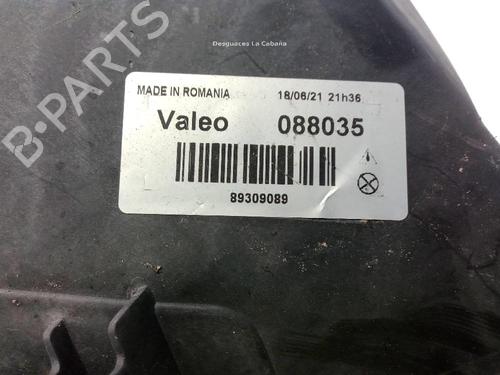 Desguaces La Cabaña
B-PARTS
MADE IN ROMANIA 18/06/21 21h36
Valeo 088035
89309089